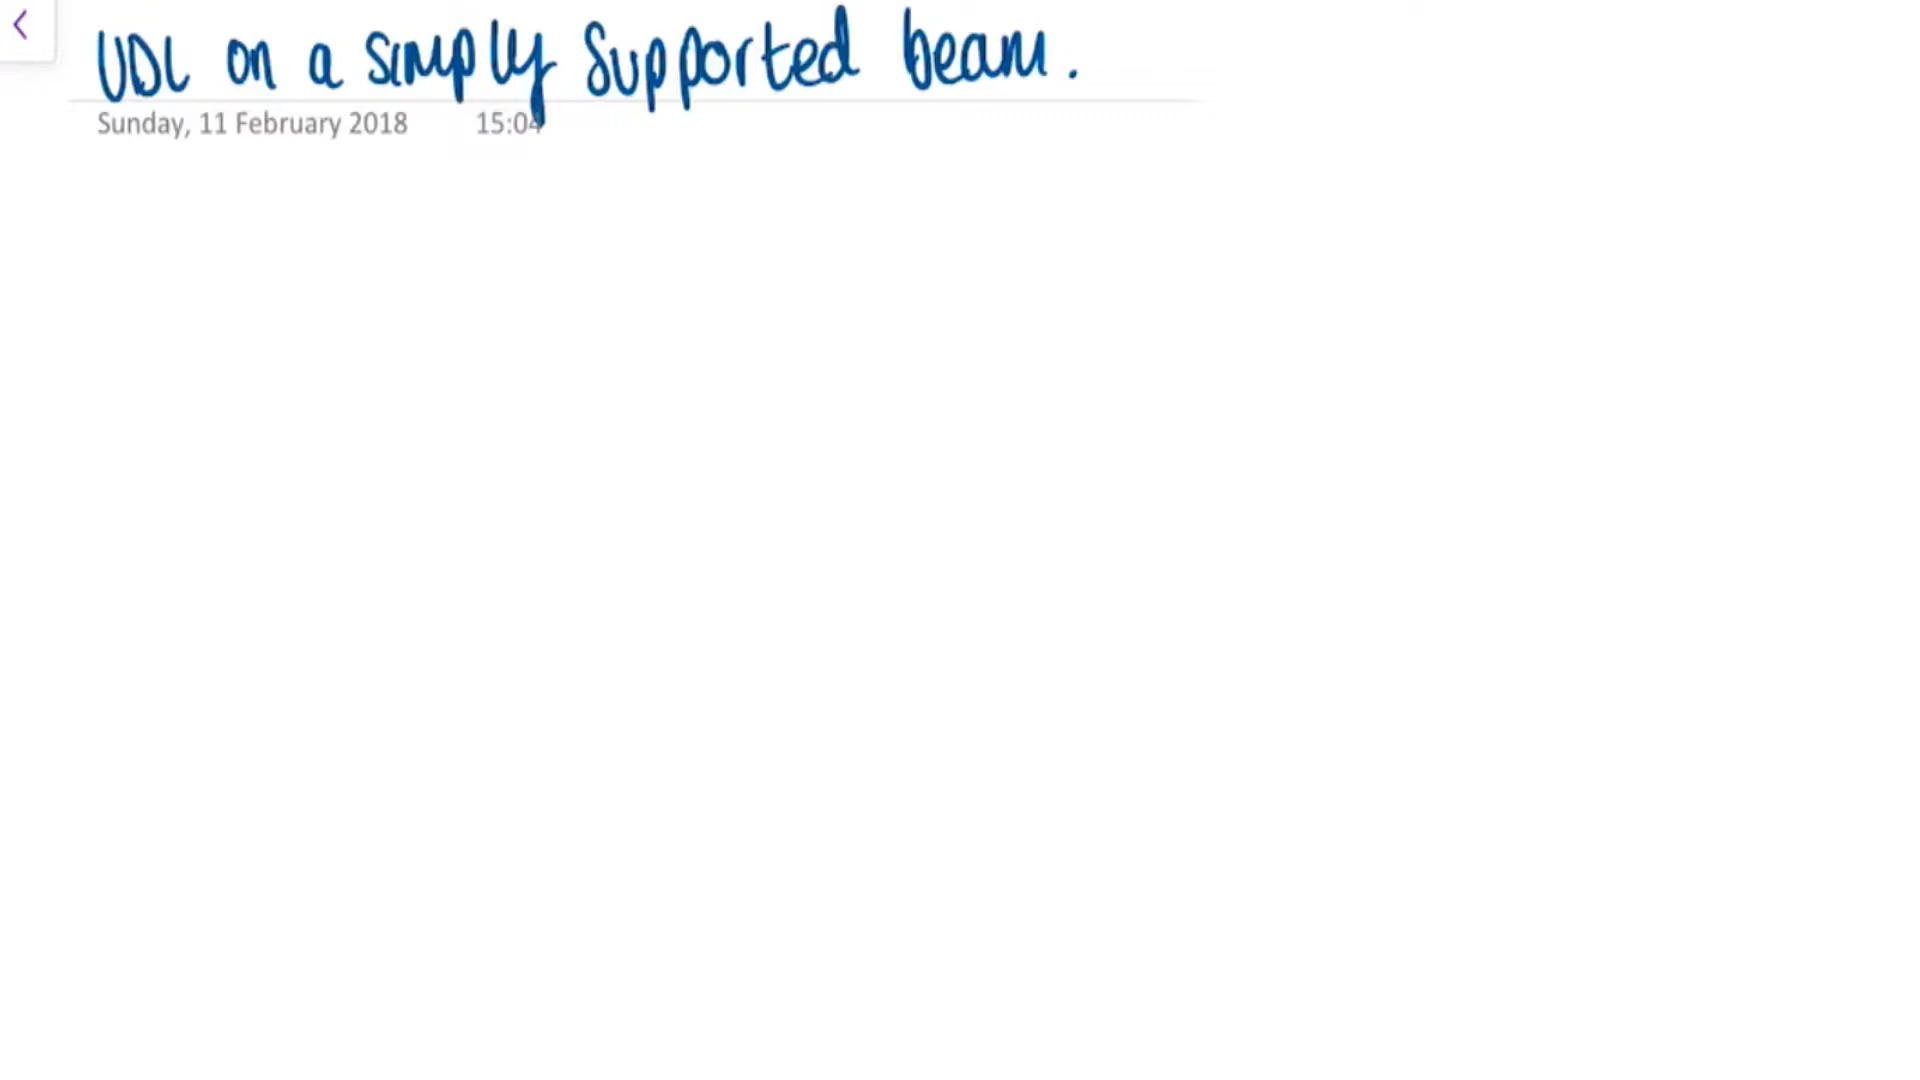 UDL on a simply supported beam.
Sunday, 11 February 2018 15:04